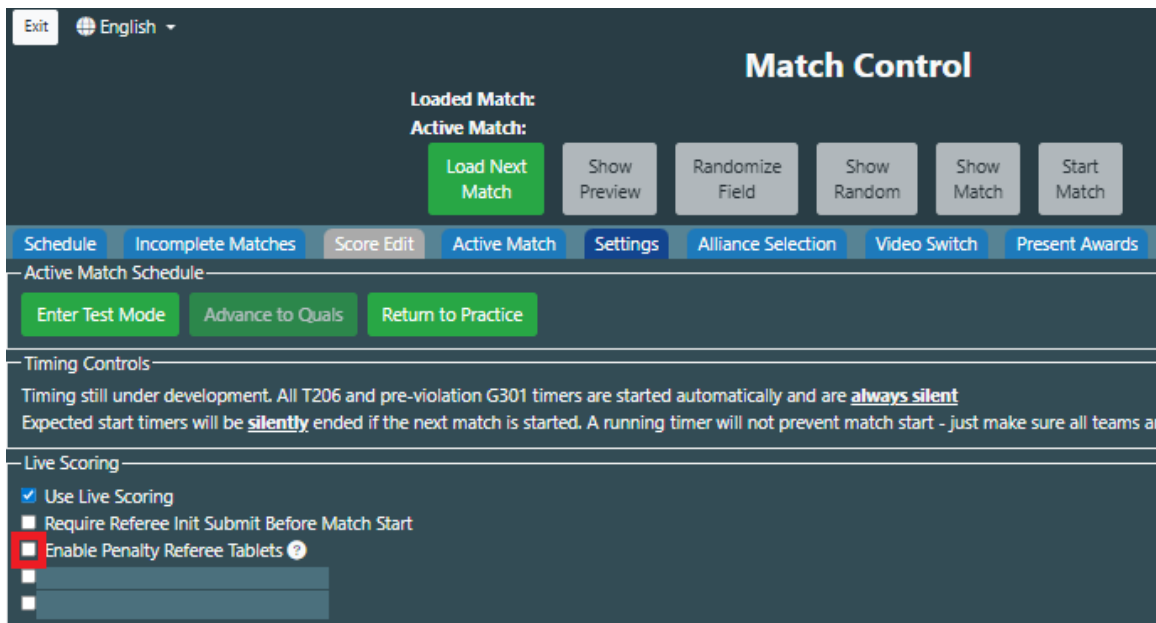 Exit English
Match Control
Loaded Match:
Active Match:
Load Next Match
Show Preview
Randomize Field
Show Random
Show Match
Start Match
Schedule Incomplete Matches Score Edit Active Match Settings Alliance Selection Video Switch Present Awards
Active Match Schedule
Enter Test Mode Advance to Quals Return to Practice
Timing Controls
Timing still under development. All T206 and pre-violation G301 timers are started automatically and are always silent
Expected start timers will be silently ended if the next match is started. A running timer will not prevent match start - just make sure all teams
Live Scoring
Use Live Scoring
Require Referee Init Submit Before Match Start
Enable Penalty Referee Tablets ?